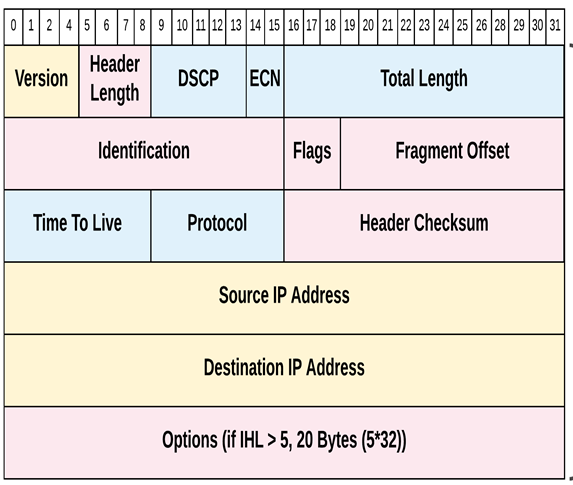 0 1 2 3 4 5 6 7 8 9 10 11 12 13 14 15 16 17 18 19 20 21 22 23 24 25 26 28 29 30 31
Version Header Length DSCP ECN Total Length
Identification Flags Fragment Offset
Time To Live Protocol Header Checksum
Source IP Address
Destination IP Address
Options (if IHL > 5, 20 Bytes (5*32))